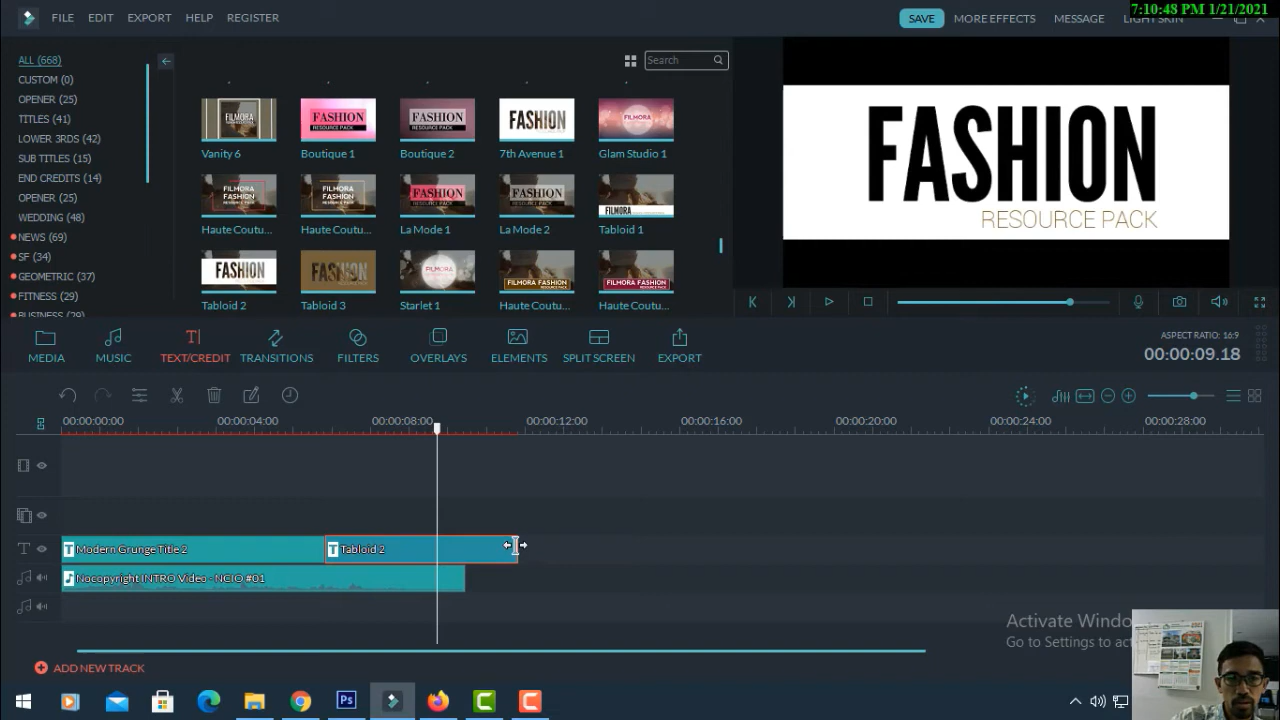 7:10:48 PM 1/21/2021
FILE EDIT EXPORT HELP REGISTER
SAVE MORE EFFECTS MESSAGE LIGHT SKIN
ALL (668)
CUSTOM (0)
OPENER (25)
TITLES (41)
LOWER 3RDS (42)
SUB TITLES (15)
END CREDITS (14)
OPENER (25)
WEDDING (48)
NEWS (69)
SF (34)
GEOMETRIC (37)
FITNESS (29)
BUSINESS (29)
Search
FILMORA
FASHION
RESOURCE PACK
FASHION
RESOURCE PACK
FASHION
FILMORA
Vanity 6 Boutique 1 Boutique 2 7th Avenue 1 Glam Studio 1
FILMORA
FASHION
FILMORA
FASHION
FASHION
FASHION
FILMORA
Haute Coutu... Haute Coutu... La Mode 1 La Mode 2 Tabloid 1
FASHION
FASHION
FILMORA
FILMORA FASHION
FILMORA FASHION
Tabloid 2 Tabloid 3 Starlet 1 Haute Coutu... Haute Coutu...
FASHION
RESOURCE PACK
MEDIA MUSIC TEXT/CREDIT TRANSITIONS FILTERS OVERLAYS ELEMENTS SPLIT SCREEN EXPORT
ASPECT RATIO: 16:9
00:00:09.18
00:00:00:00 00:00:04:00 00:00:08:00 00:00:12:00 00:00:16:00 00:00:20:00 00:00:24:00 00:00:28:00
T Modern Grunge Title 2 T Tabloid 2
Nocopyright INTRO Video - NCIO #01
ADD NEW TRACK
Activate Windo
Go to Settings to act
Ps